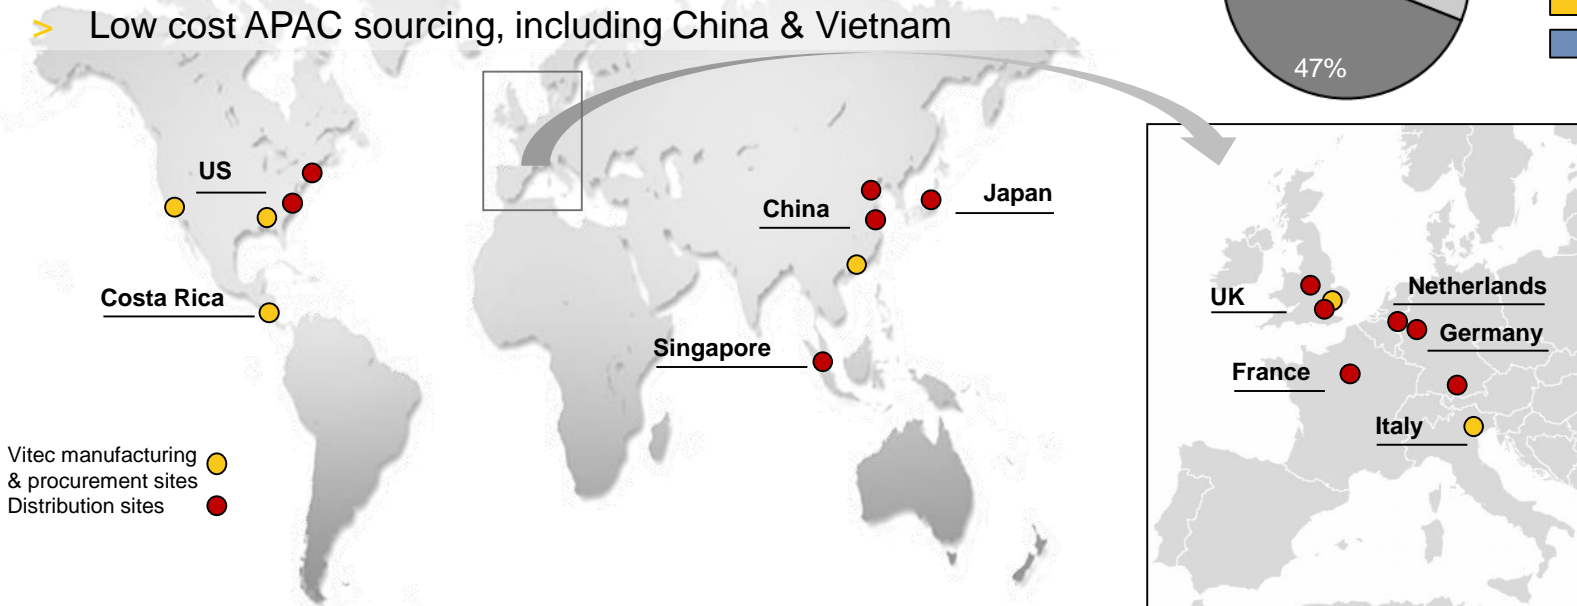 > Low cost APAC sourcing, including China & Vietnam
47%
US
China
Japan
Costa Rica
Singapore
Vitec manufacturing
& procurement sites
Distribution sites
UK
Netherlands
Germany
France
Italy